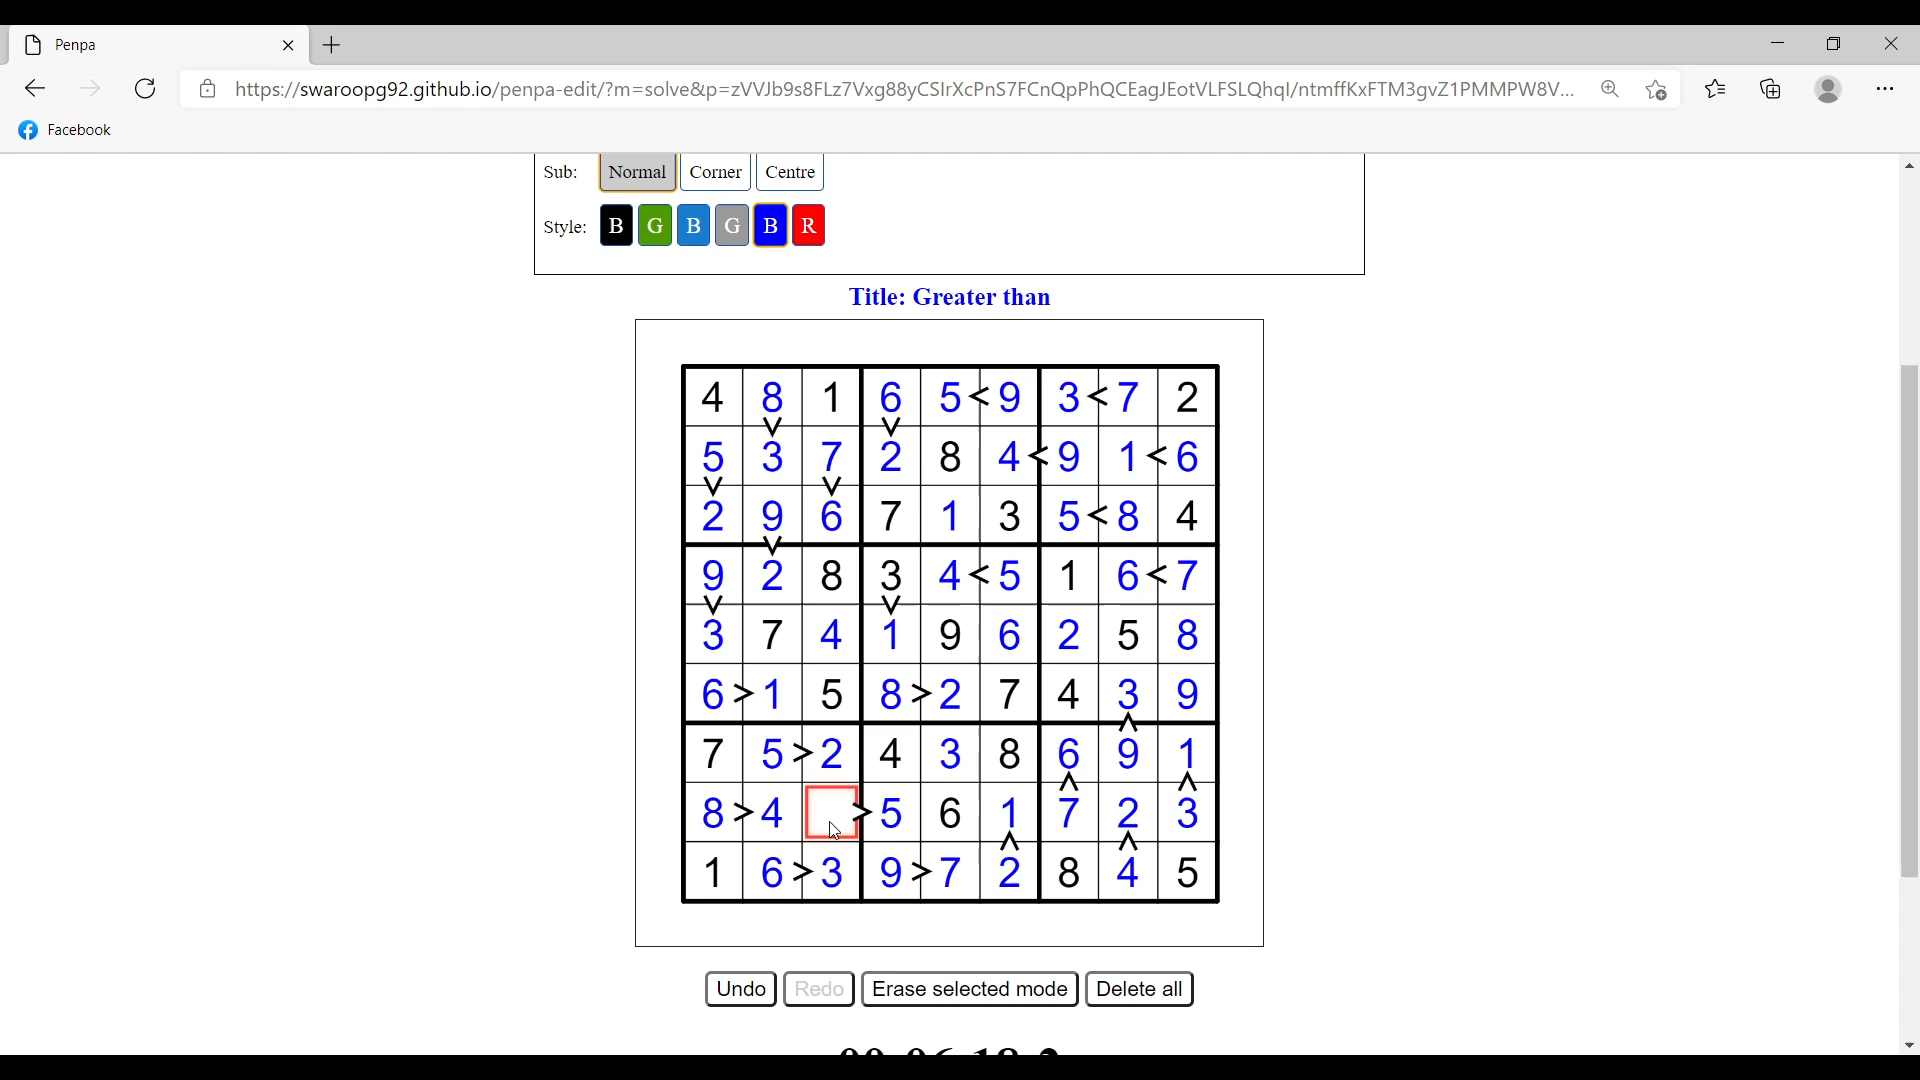 Penpa
https://swaroopg92.github.io/penpa-edit/?m=solve&p=zVVJb9s8FLz7Vxg88yCSIrXcPnS7FCnQpPhQCEagJEotVLFSLQhqI/ntmffKxFTM3gvZ1PMMPW8V...
Facebook
Sub: Normal Corner Centre
Style: B G B G B R
Title: Greater than
4 8 1 6 5 < 9 3 < 7 2
v v
5 3 7 2 8 4 < 9 1 < 6
v v
2 9 6 7 1 3 5 < 8 4
v
9 2 8 3 4 < 5 1 6 < 7
v v
3 7 4 1 9 6 2 5 8
6 > 1 5 8 > 2 7 4 3 9
^
7 5 > 2 4 3 8 6 9 1
^ ^
8 > 4 > 5 6 1 7 2 3
^ ^
1 6 > 3 9 > 7 2 8 4 5
Undo Redo Erase selected mode Delete all